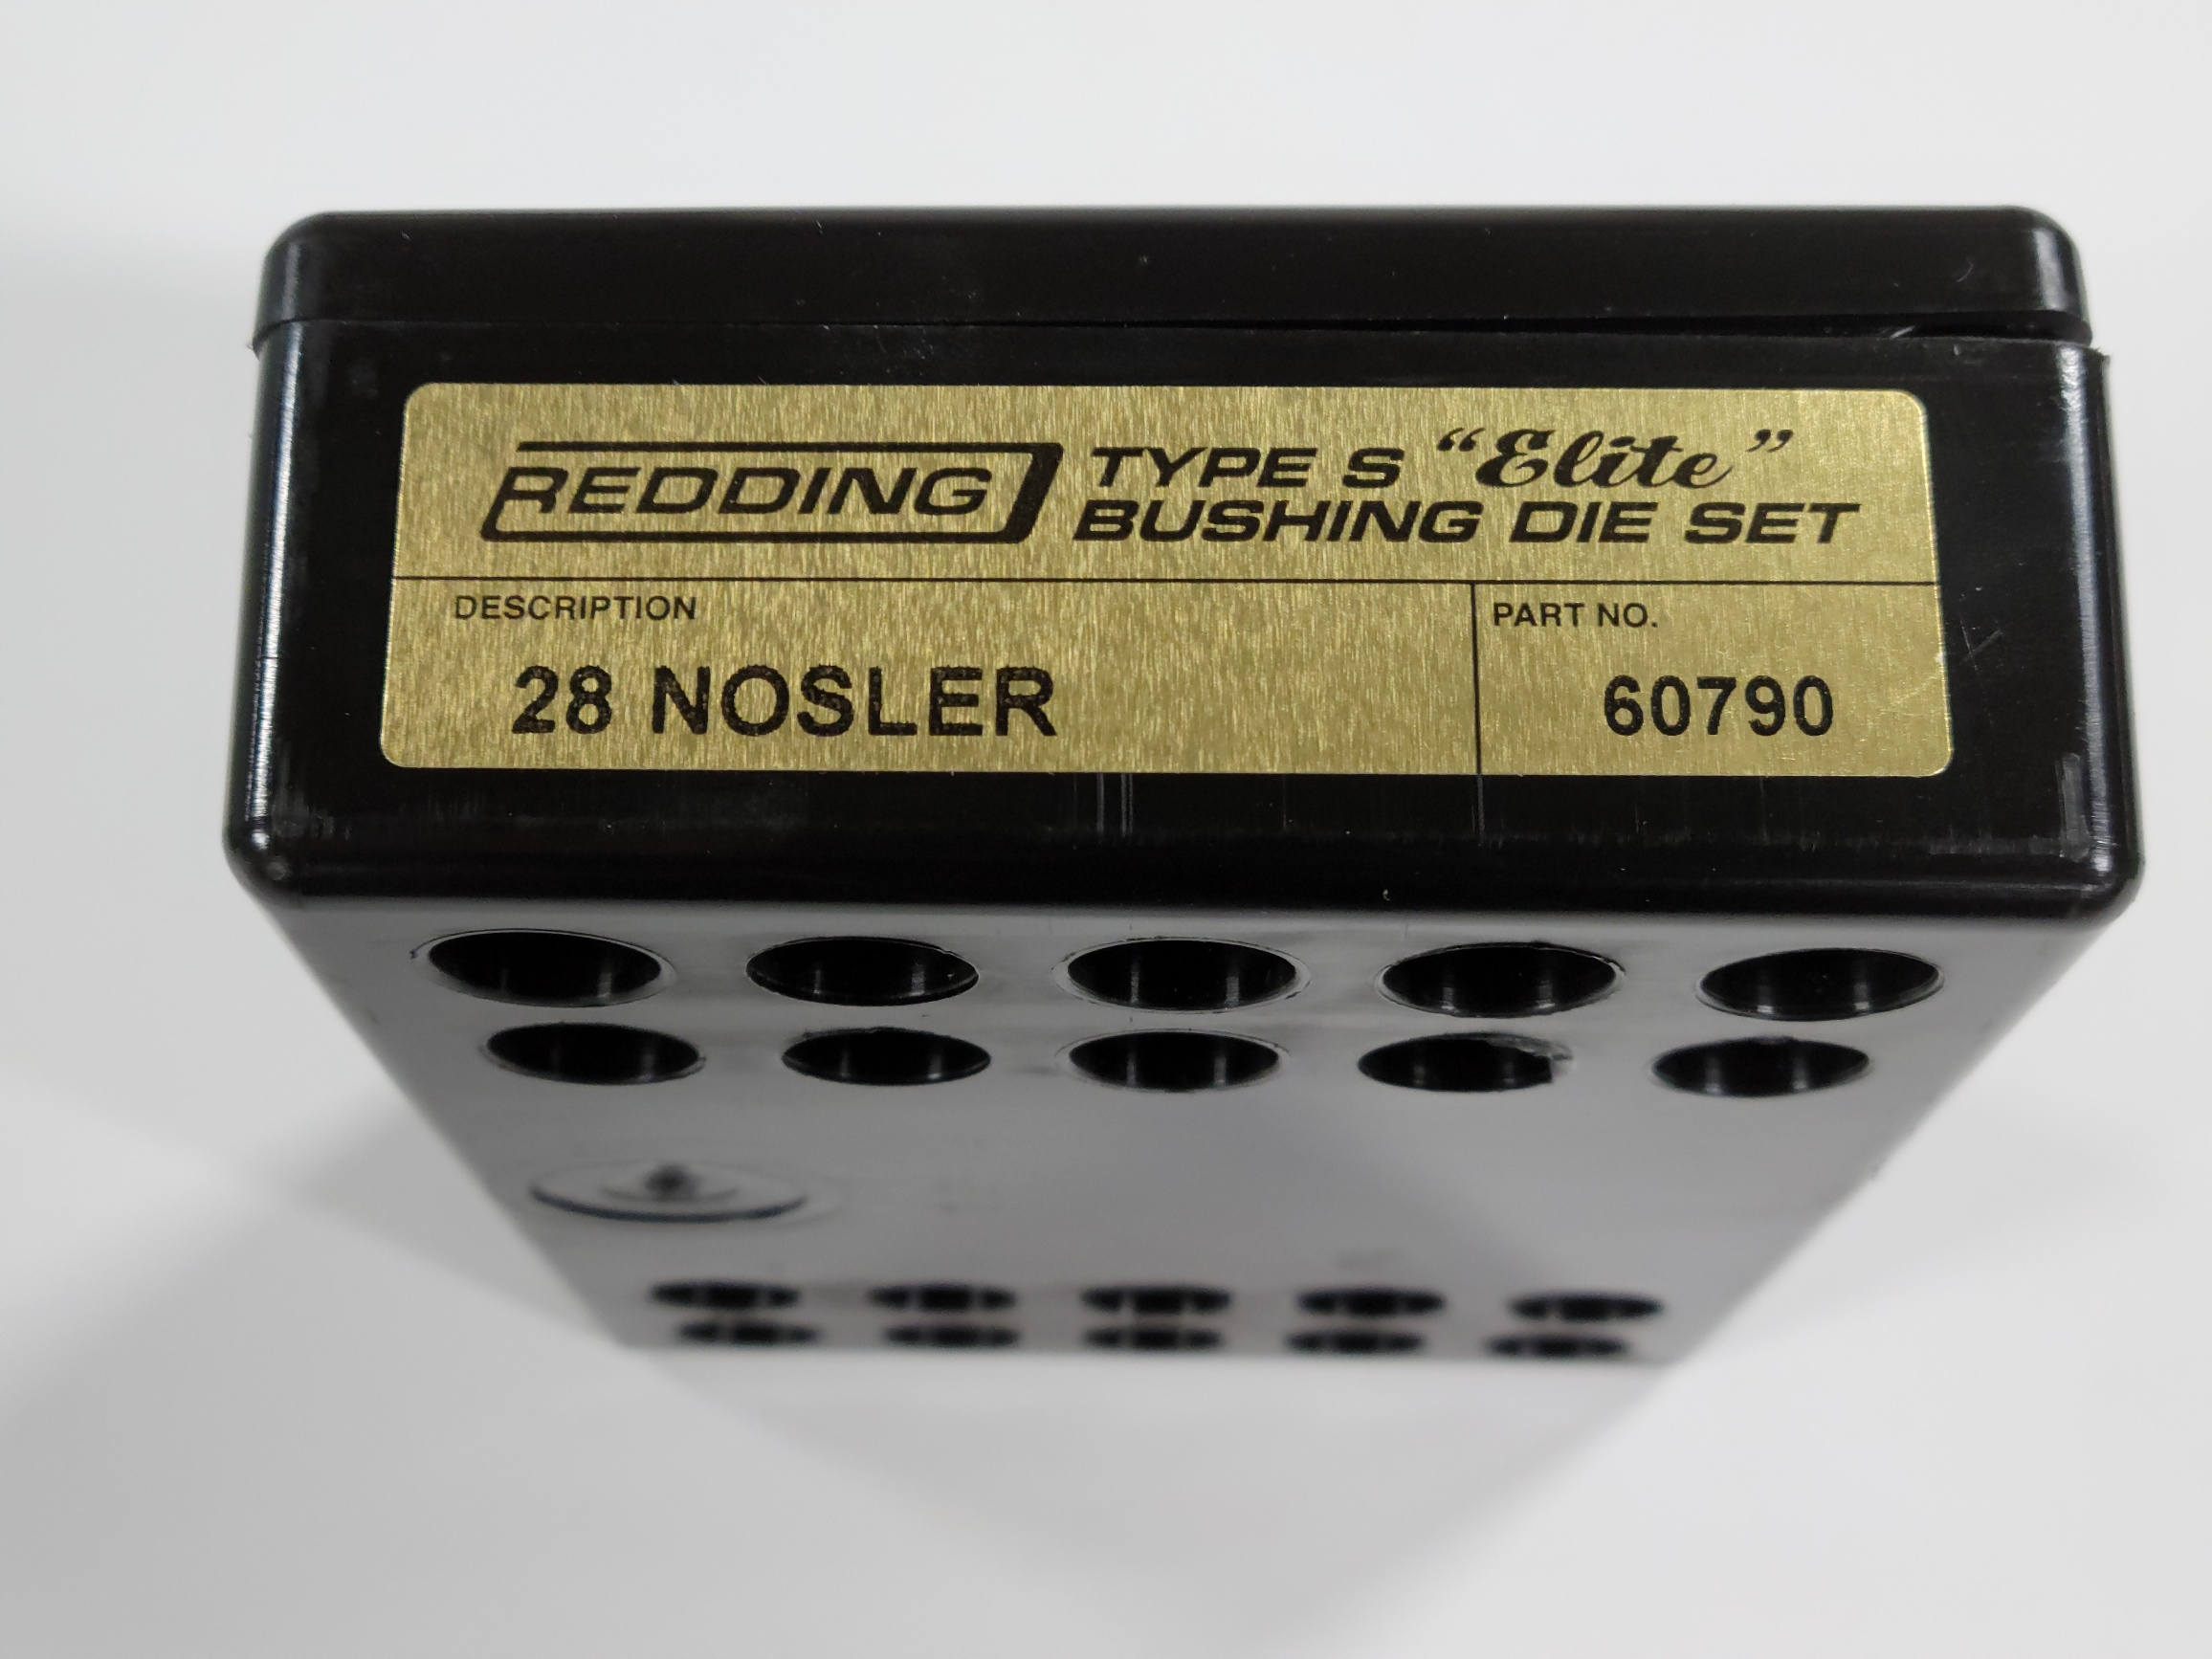 REDDING TYPE S “Elite”
BUSHING DIE SET
DESCRIPTION
PART NO.
28 NOSLER
60790